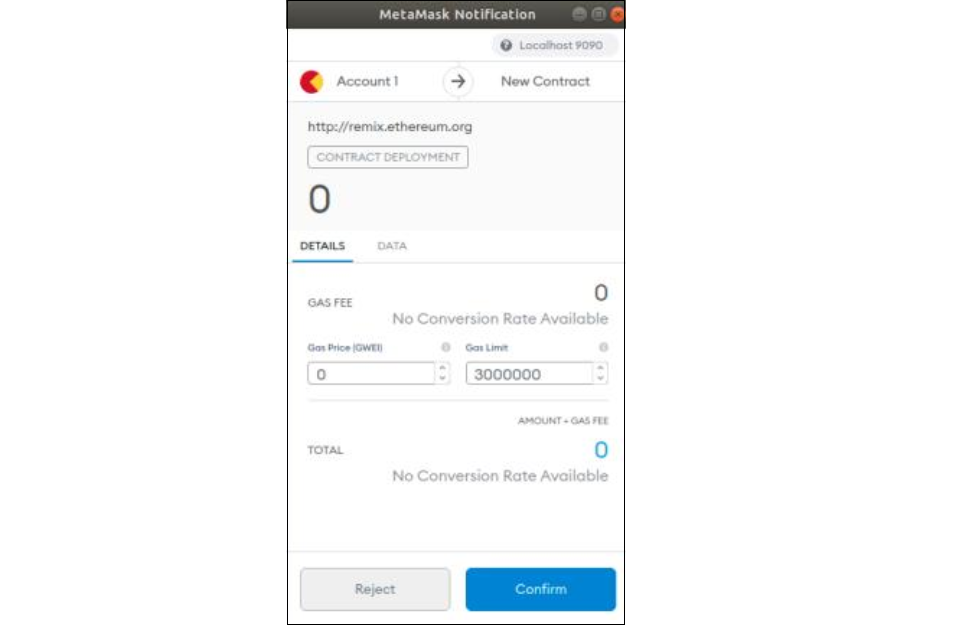 MetaMask Notification
Localhost 9090
Account 1
New Contract
http://remix.ethereum.org
CONTRACT DEPLOYMENT
0
DETAILS
DATA
GAS FEE
0
No Conversion Rate Available
Gas Price (GWEI)
Gas Limit
0
3000000
AMOUNT + GAS FEE
TOTAL
0
No Conversion Rate Available
Reject
Confirm